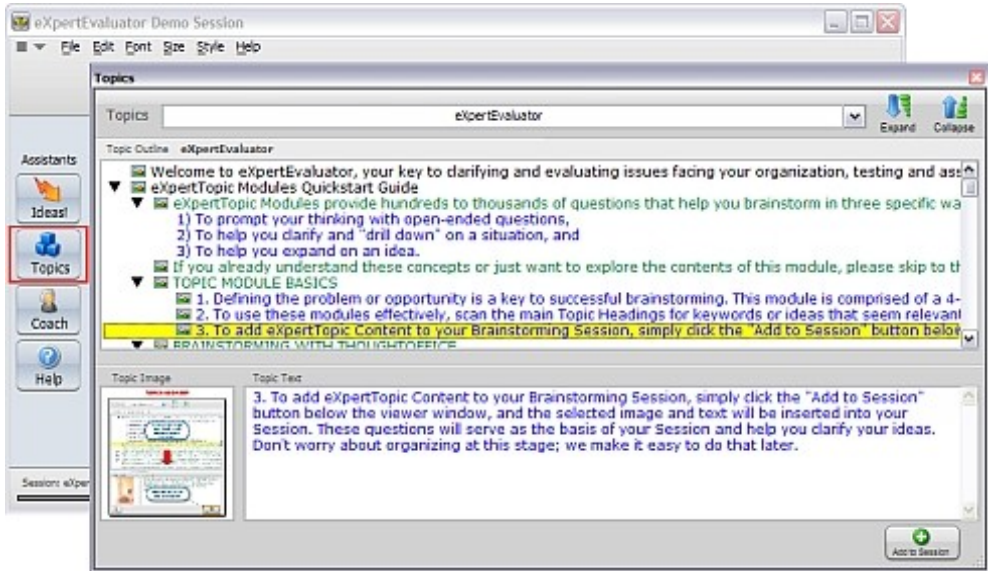 eXpertEvaluator Demo Session
File Edit Font Size Style Help
Topics
Topics eXpertEvaluator
Expand Collapse
Topic Outline eXpertEvaluator
Assistants
Ideas!
Topics
Coach
Help
Welcome to eXpertEvaluator, your key to clarifying and evaluating issues facing your organization, testing and
eXpertTopic Modules Quickstart Guide
eXpertTopic Modules provide hundreds to thousands of questions that help you brainstorm in three specific
1) To prompt your thinking with open-ended questions,
2) To help you clarify and "drill down" on a situation, and
3) To help you expand on an idea.
If you already understand these concepts or just want to explore the contents of this module, please skip to
TOPIC MODULE BASICS
1. Defining the problem or opportunity is a key to successful brainstorming. This module is comprised of a 4-
2. To use these modules effectively, scan the main Topic Headings for keywords or ideas that seem relevant
3. To add eXpertTopic Content to your Brainstorming Session, simply click the "Add to Session" button below
BRAINSTORMING WITH THOUGHTOFFICE
Topic Image Topic Text
3. To add eXpertTopic Content to your Brainstorming Session, simply click the "Add to Session"
button below the viewer window, and the selected image and text will be inserted into your
Session. These questions will serve as the basis of your Session and help you clarify your ideas.
Don't worry about organizing at this stage; we make it easy to do that later.
Session: eXper
Add to Session